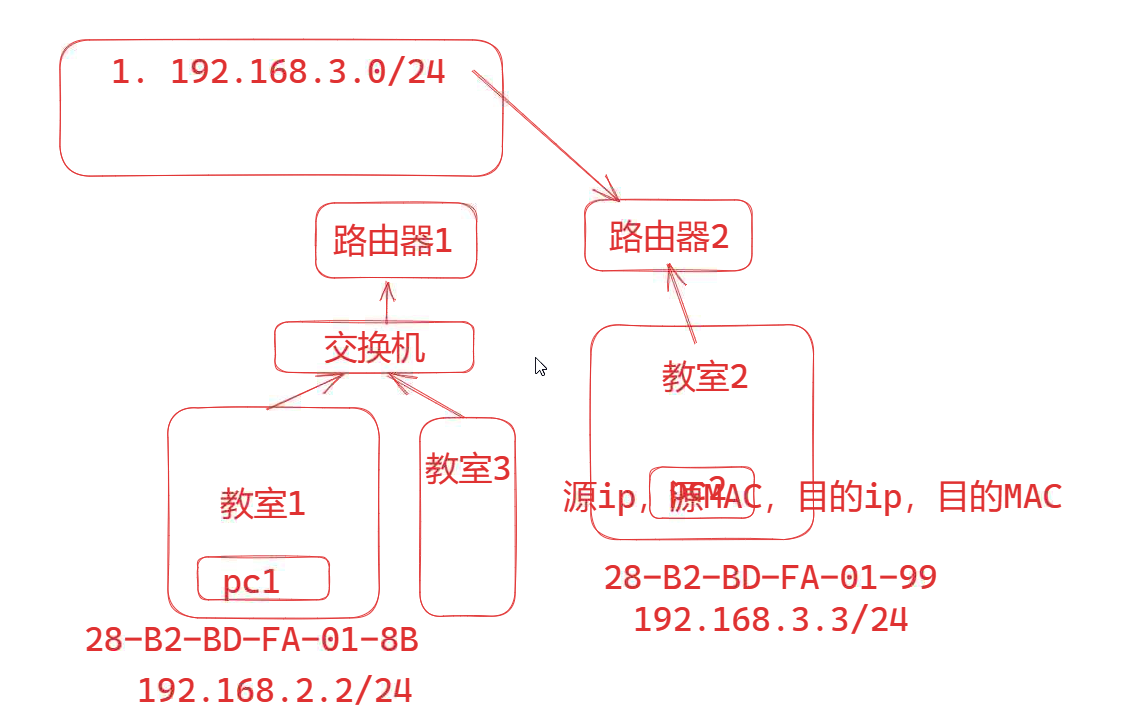 1. 192.168.3.0/24
路由器1
路由器2
交换机
教室2
教室3
教室1
pc2
源ip，源MAC，目的ip，目的MAC
pc1
28-B2-BD-FA-01-99
192.168.3.3/24
28-B2-BD-FA-01-8B
192.168.2.2/24